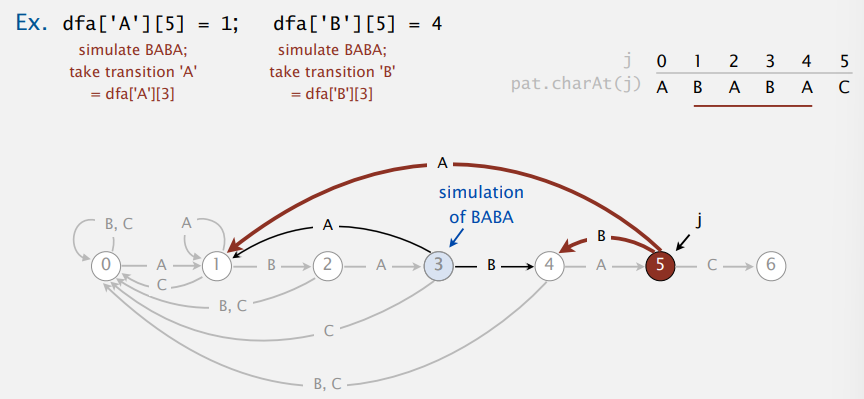 Ex. dfa['A'][5] = 1; dfa['B'][5] = 4
simulate BABA; simulate BABA;
take transition 'A' take transition 'B'
= dfa['A'][3] = dfa['B'][3]
j 0 1 2 3 4 5
pat.charAt(j) A B A B A C
A
simulation
of BABA
j
B, C A A B
0 A 1 B 2 A 3 B 4 A 5 C 6
C
B, C
C
B, C